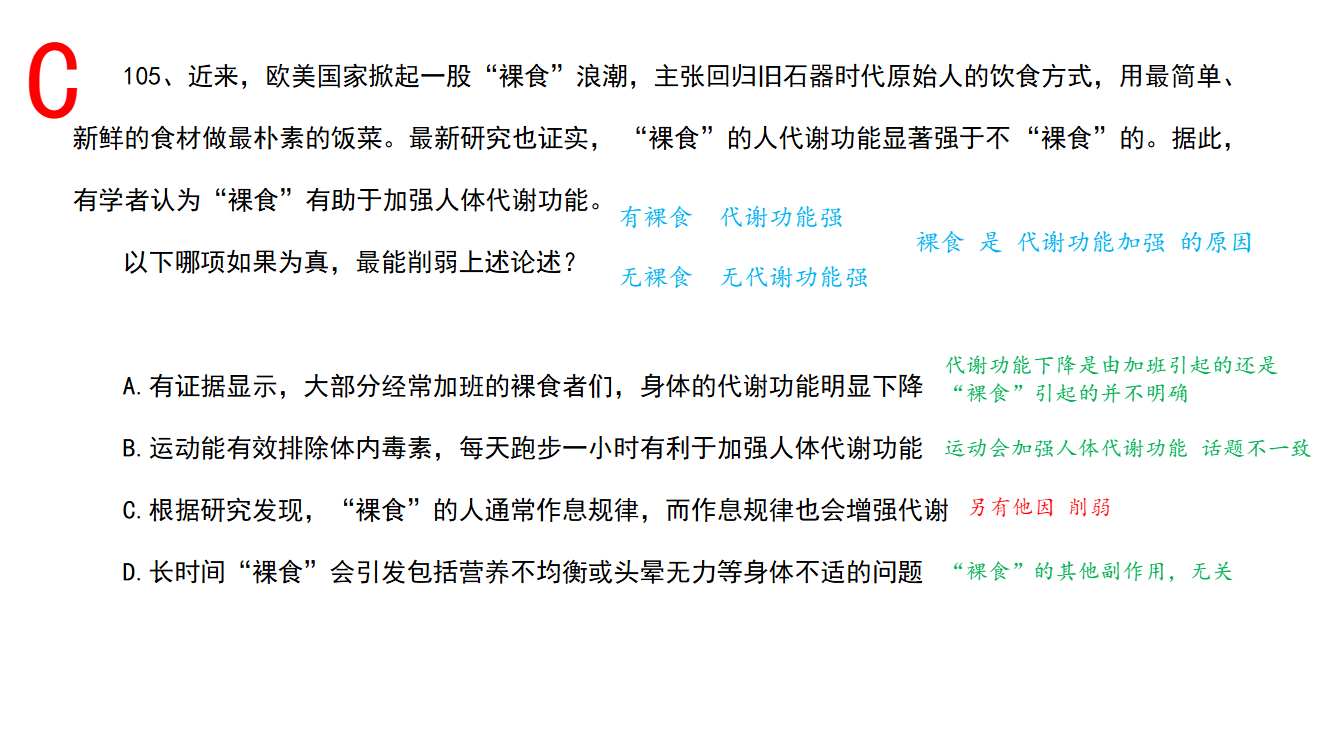 C
105、近来，欧美国家掀起一股“裸食”浪潮，主张回归旧石器时代原始人的饮食方式，用最简单、
新鲜的食材做最朴素的饭菜。最新研究也证实， “裸食”的人代谢功能显著强于不 “裸食”的。据此，
有学者认为“裸食”有助于加强人体代谢功能。
有裸食 代谢功能强
裸食 是 代谢功能加强 的原因
以下哪项如果为真，最能削弱上述论述？
无裸食 无代谢功能强
代谢功能下降是由加班引起的还是
“裸食”引起的并不明确
A. 有证据显示，大部分经常加班的裸食者们，身体的代谢功能明显下降
B. 运动能有效排除体内毒素，每天跑步一小时有利于加强人体代谢功能
运动会加强人体代谢功能 话题不一致
C. 根据研究发现， “裸食”的人通常作息规律，而作息规律也会增强代谢
另有他因 削弱
D. 长时间“裸食”会引发包括营养不均衡或头晕无力等身体不适的问题
“裸食”的其他副作用，无关